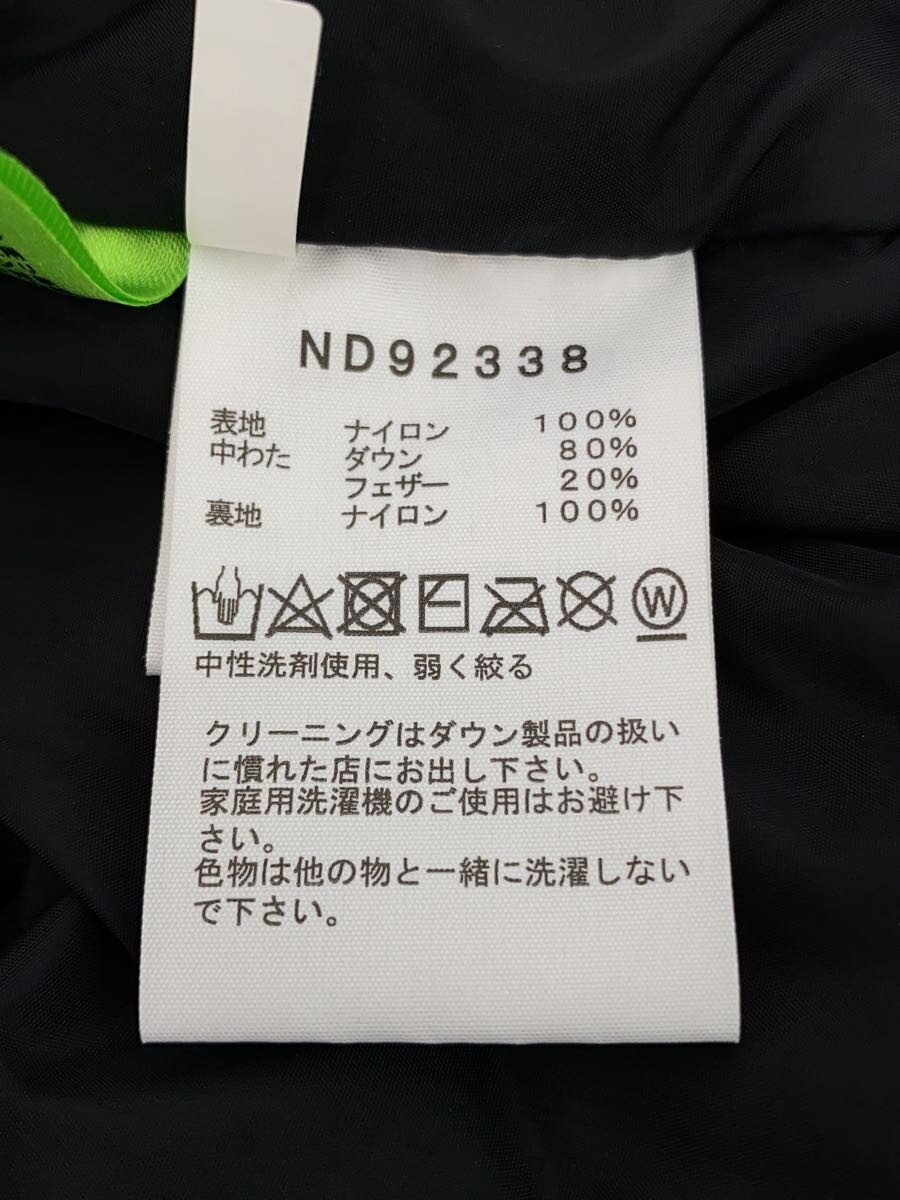 ND92338
表地 ナイロン 100%
中わた ダウン 80%
フェザー 20%
裏地 ナイロン 100%
W
中性洗剤使用、弱く絞る
クリーニングはダウン製品の扱い
に慣れた店にお出し下さい。
家庭用洗濯機のご使用はお避け下
さい。
色物は他の物と一緒に洗濯しない
で下さい。